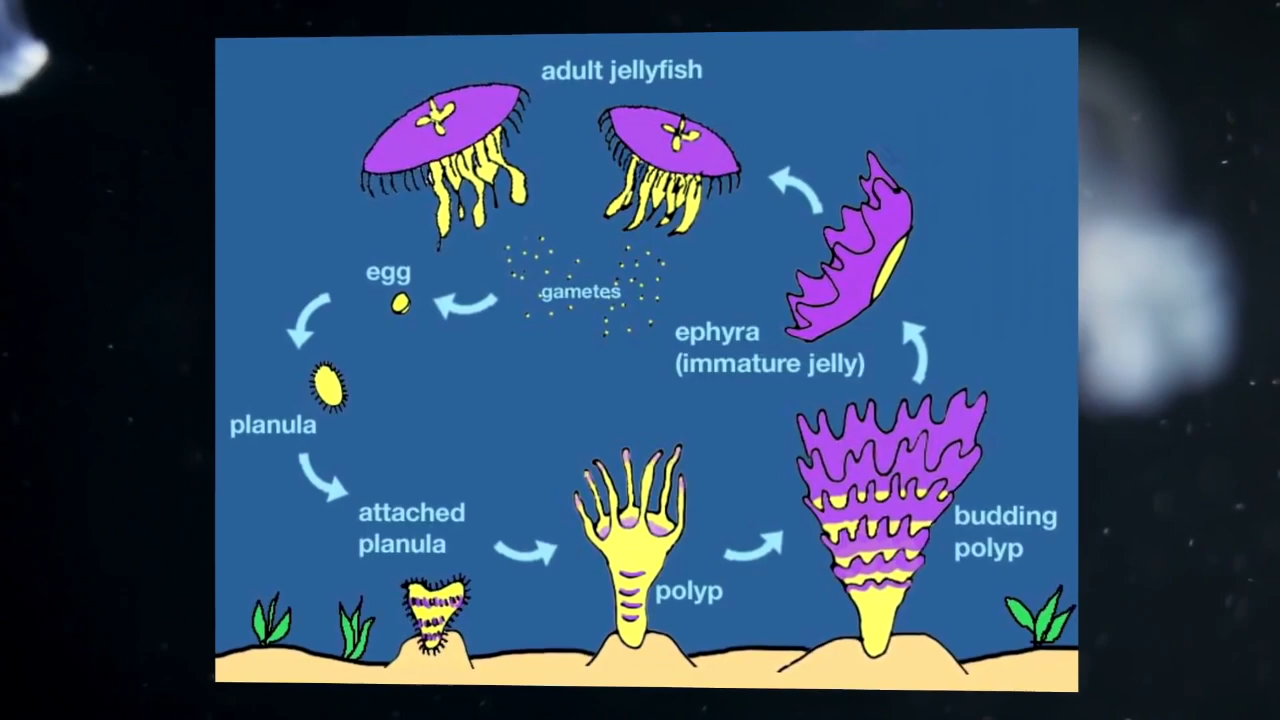 adult jellyfish
egg
gametes
ephyra
(immature jelly)
planula
attached
planula
budding
polyp
polyp